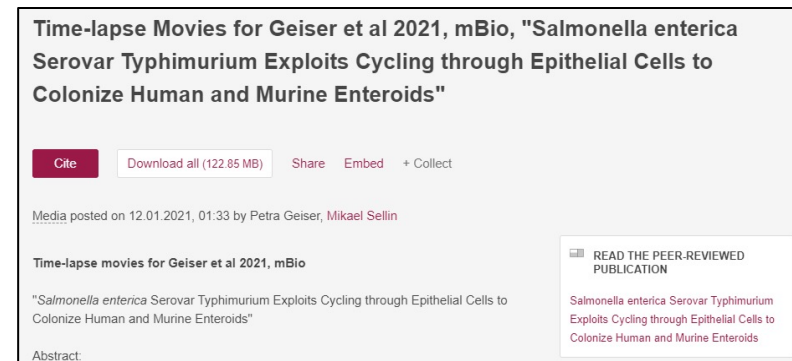 Time-lapse Movies for Geiser et al 2021, mBio, "Salmonella enterica
Serovar Typhimurium Exploits Cycling through Epithelial Cells to
Colonize Human and Murine Enteroids"
Cite Download all (122.85 MB) Share Embed + Collect
Media posted on 12.01.2021, 01:33 by Petra Geiser, Mikael Sellin
Time-lapse movies for Geiser et al 2021, mBio
"Salmonella enterica Serovar Typhimurium Exploits Cycling through Epithelial Cells to
Colonize Human and Murine Enteroids"
Abstract:
READ THE PEER-REVIEWED
PUBLICATION
Salmonella enterica Serovar Typhimurium
Exploits Cycling through Epithelial Cells to
Colonize Human and Murine Enteroids